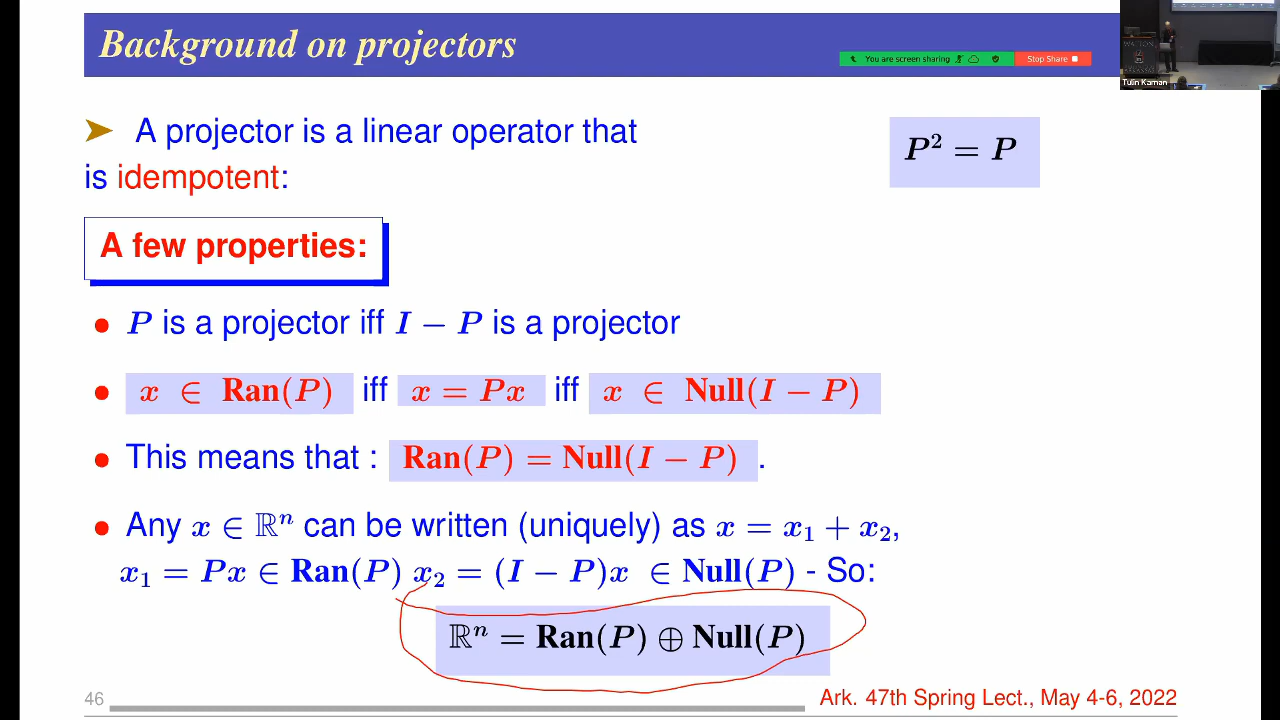 Background on projectors
You are screen sharing
Stop Share
WALTON
Tulin Kaman
➤ A projector is a linear operator that
is idempotent:
P² = P
A few properties:
• P is a projector iff I − P is a projector
• x ∈ Ran(P) iff x = Px iff x ∈ Null(I − P)
• This means that : Ran(P) = Null(I − P) .
• Any x ∈ ℝⁿ can be written (uniquely) as x = x₁ + x₂,
x₁ = Px ∈ Ran(P) x₂ = (I − P)x ∈ Null(P) - So:
ℝⁿ = Ran(P) ⊕ Null(P)
46
Ark. 47th Spring Lect., May 4-6, 2022